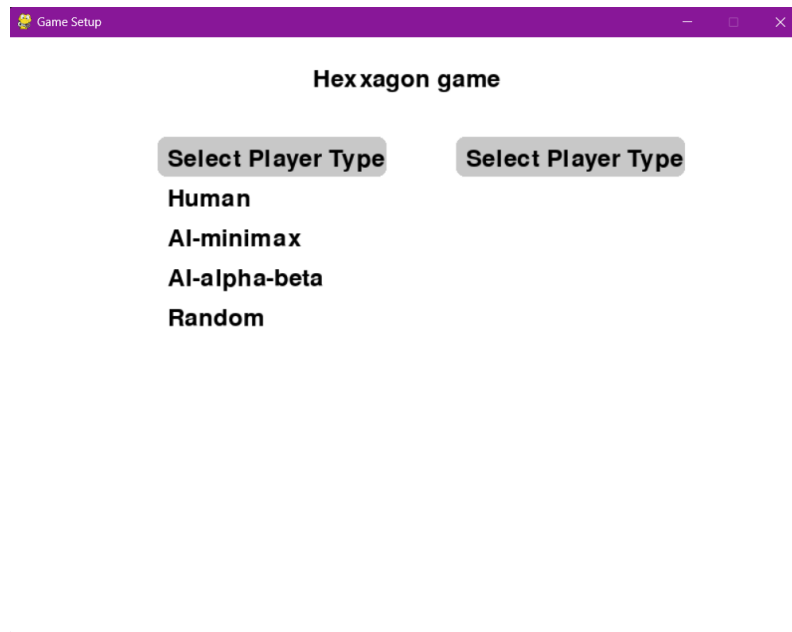 Game Setup
Hexxagon game
Select Player Type Select Player Type
Human
AI-minimax
AI-alpha-beta
Random